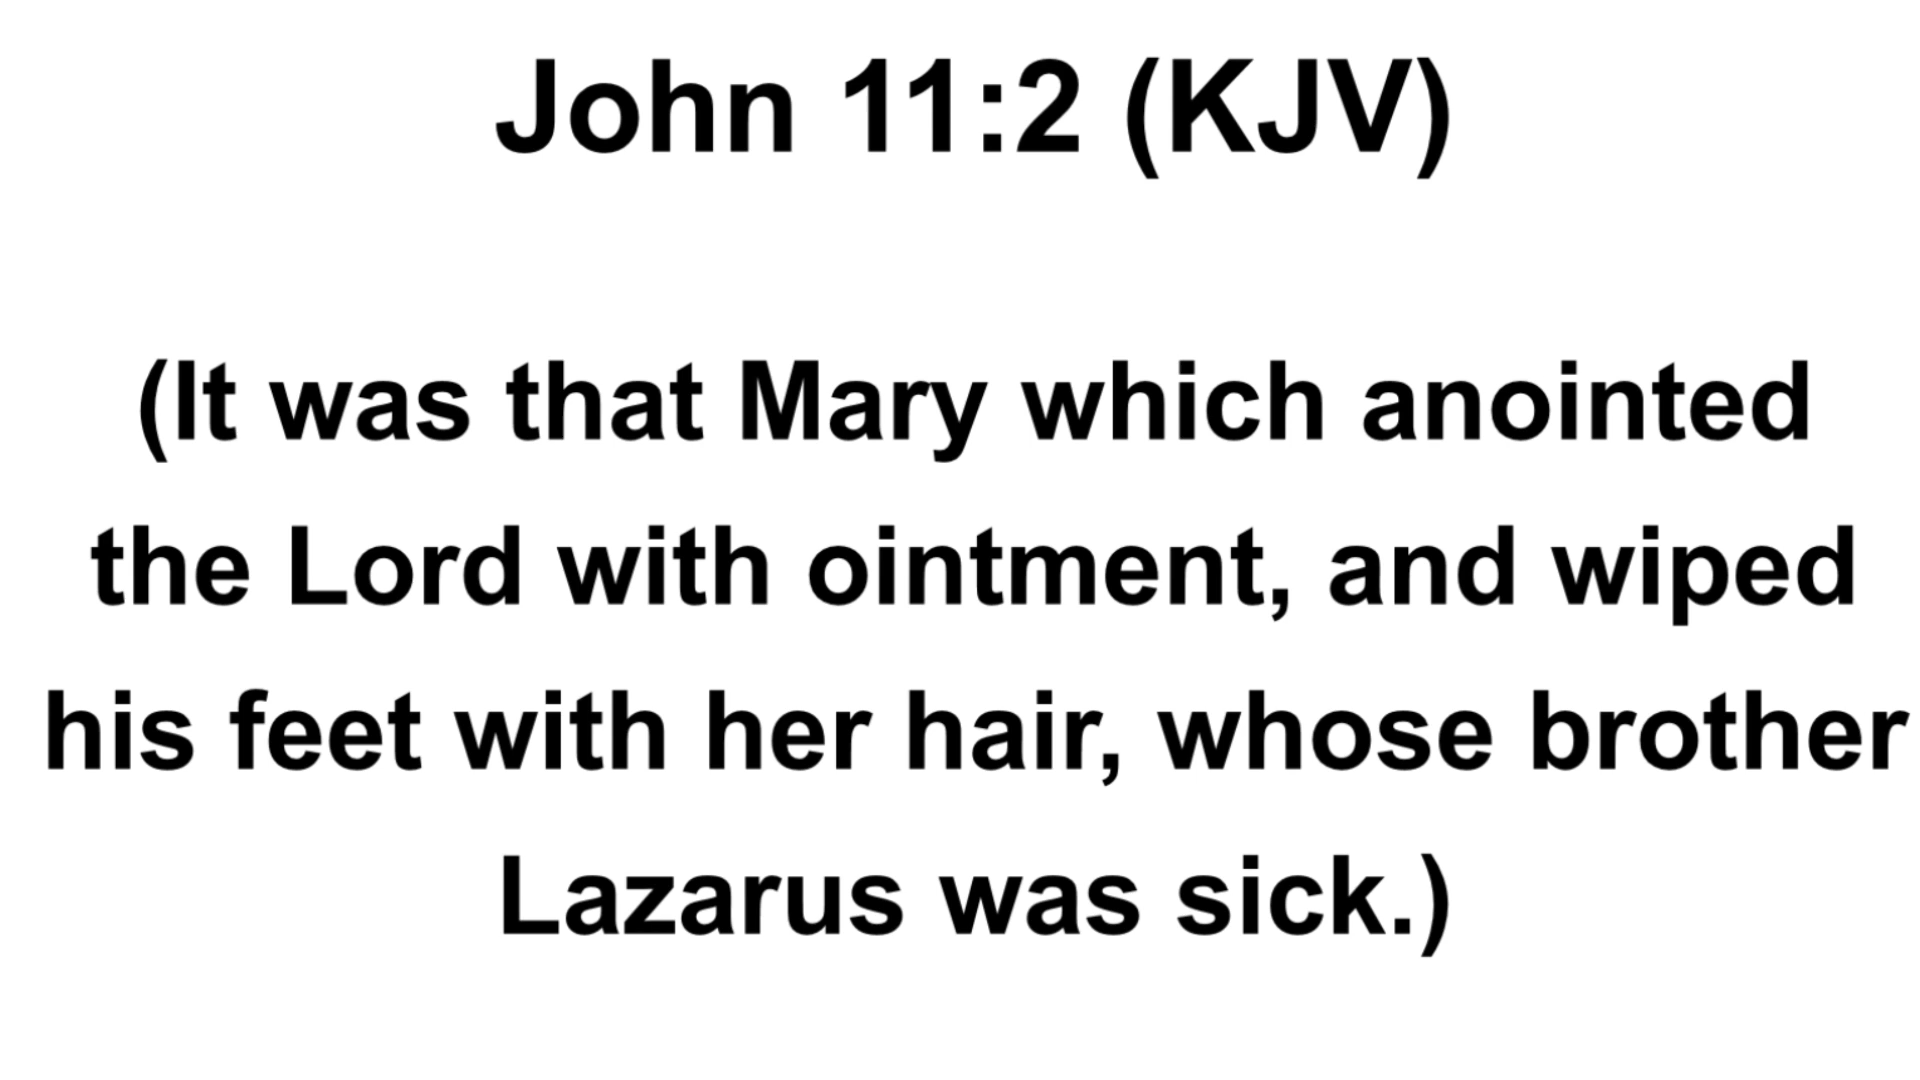 John 11:2 (KJV)
(It was that Mary which anointed
the Lord with ointment, and wiped
his feet with her hair, whose brother
Lazarus was sick.)